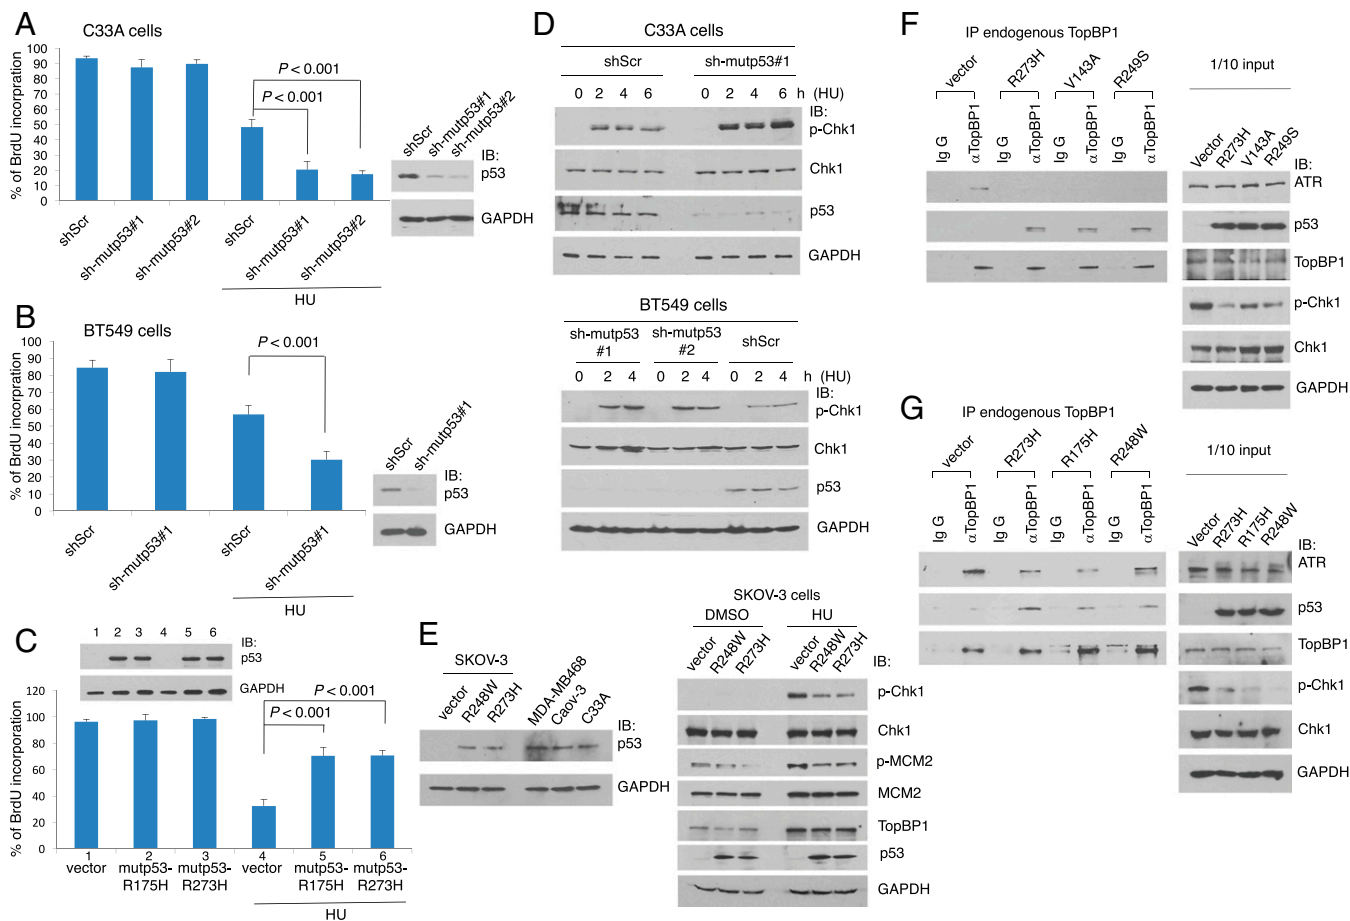 A
C33A cells
% of BrdU incorporation
100
90
80
70
60
50
40
30
20
10
0
P < 0.001
P < 0.001
shScr
sh-mutp53#1
sh-mutp53#2
shScr
sh-mutp53#1
sh-mutp53#2
HU
shScr
sh-mutp53#1
sh-mutp53#2
IB:
p53
GAPDH
B
BT549 cells
% of BrdU incorporation
100
90
80
70
60
50
40
30
20
10
0
P < 0.001
shScr
sh-mutp53#1
shScr
sh-mutp53#1
HU
shScr
sh-mutp53#1
IB:
p53
GAPDH
C
1 2 3 4 5 6
IB:
p53
GAPDH
% of BrdU incorporation
120
100
80
60
40
20
0
P < 0.001
P < 0.001
1 2 3 4 5 6
vector mutp53-R175H mutp53-R273H vector mutp53-R175H mutp53-R273H
HU
D
C33A cells
shScr sh-mutp53#1
0 2 4 6 0 2 4 6 h (HU)
IB:
p-Chk1
Chk1
p53
GAPDH
BT549 cells
sh-mutp53 #1 sh-mutp53 #2 shScr
0 2 4 0 2 4 0 2 4 h (HU)
IB:
p-Chk1
Chk1
p53
GAPDH
E
SKOV-3
vector
R248W
R273H
MDA-MB468
Caov-3
C33A
IB:
p53
GAPDH
SKOV-3 cells
DMSO HU
vector
R248W
R273H
vector
R248W
R273H
IB:
p-Chk1
Chk1
p-MCM2
MCM2
TopBP1
p53
GAPDH
F
IP endogenous TopBP1
vector
R273H
V143A
R249S
Ig G
αTopBP1
Ig G
αTopBP1
Ig G
αTopBP1
Ig G
αTopBP1
1/10 input
Vector
R273H
V143A
R249S
IB:
ATR
p53
TopBP1
p-Chk1
Chk1
GAPDH
G
IP endogenous TopBP1
vector
R273H
R175H
R248W
Ig G
αTopBP1
Ig G
αTopBP1
Ig G
αTopBP1
Ig G
αTopBP1
1/10 input
Vector
R273H
R175H
R248W
IB:
ATR
p53
TopBP1
p-Chk1
Chk1
GAPDH